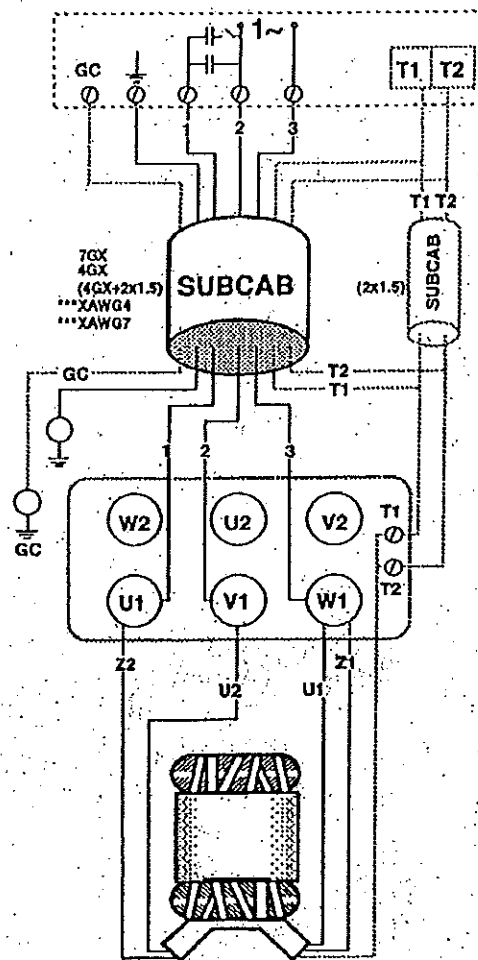 1~
GC
T1 T2
1 2 3
T1 T2
7GX
4GX
(4GX+2x1.5)
***XAWG4
***XAWG7
SUBCAB
(2x1.5)
SUBCAB
GC
T2
T1
1 2 3
GC
W2 U2 V2
T1
U1 V1 W1
T2
Z2 U2 U1 Z1